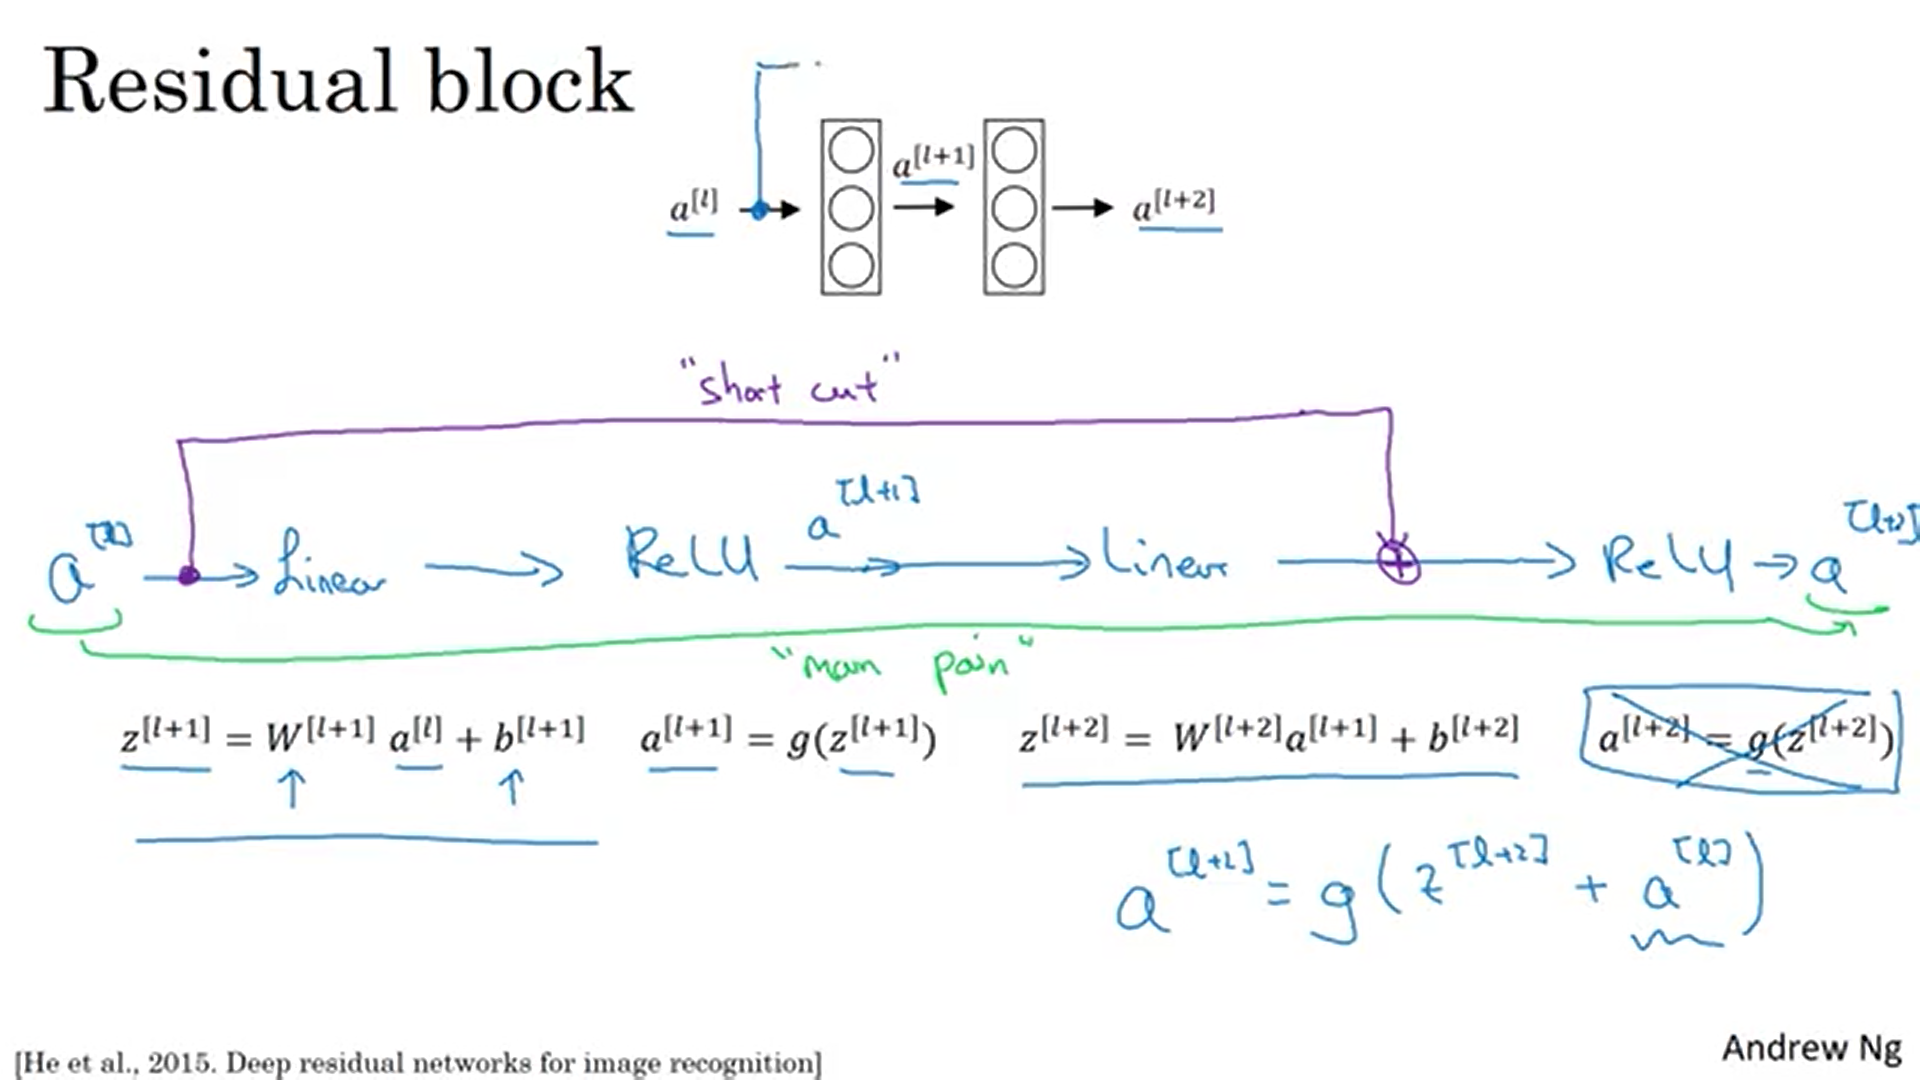 Residual block
a[l] a[l+1] a[l+2]
"short cut"
a[l] Linear ReLU a[l+1] Linear ReLU a[l+2]
"main
z[l+1] = W[l+1] a[l] + b[l+1] a[l+1] = g(z[l+1]) z[l+2] = W[l+2]a[l+1] + b[l+2] a[l+2] = g(z[l+2])
a[l+2] = g(z[l+2] + a[l])
[He et al., 2015. Deep residual networks for image recognition]
Andrew Ng